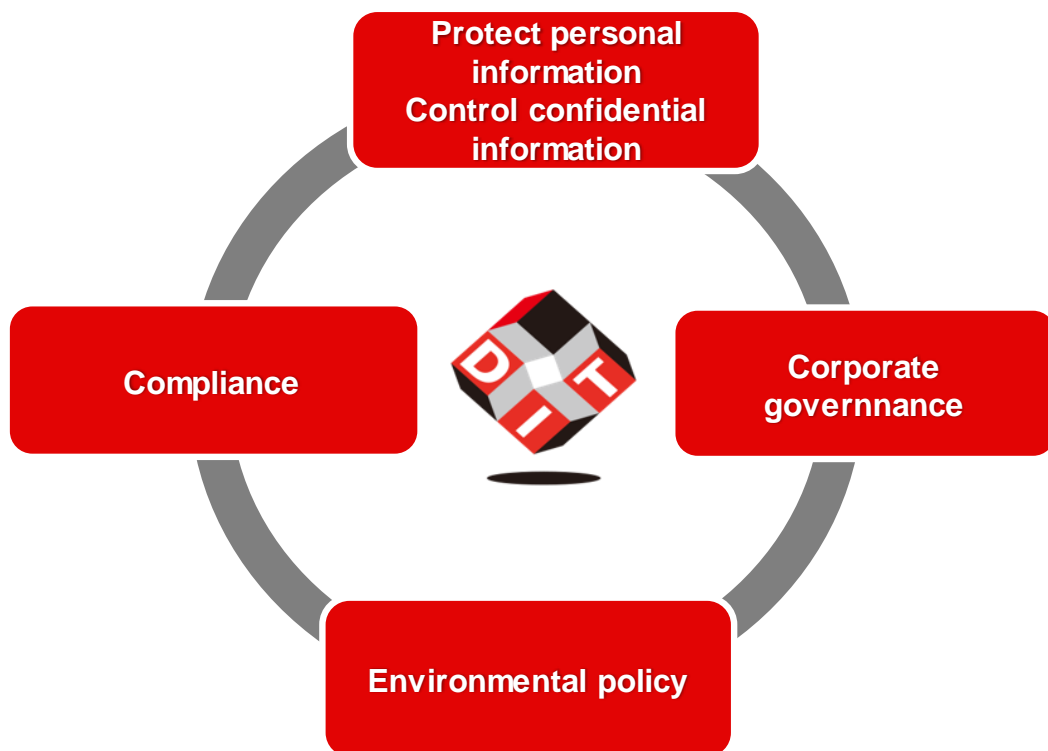 Protect personal
information
Control confidential
information
Compliance
D
I
T
Corporate
governnance
Environmental policy